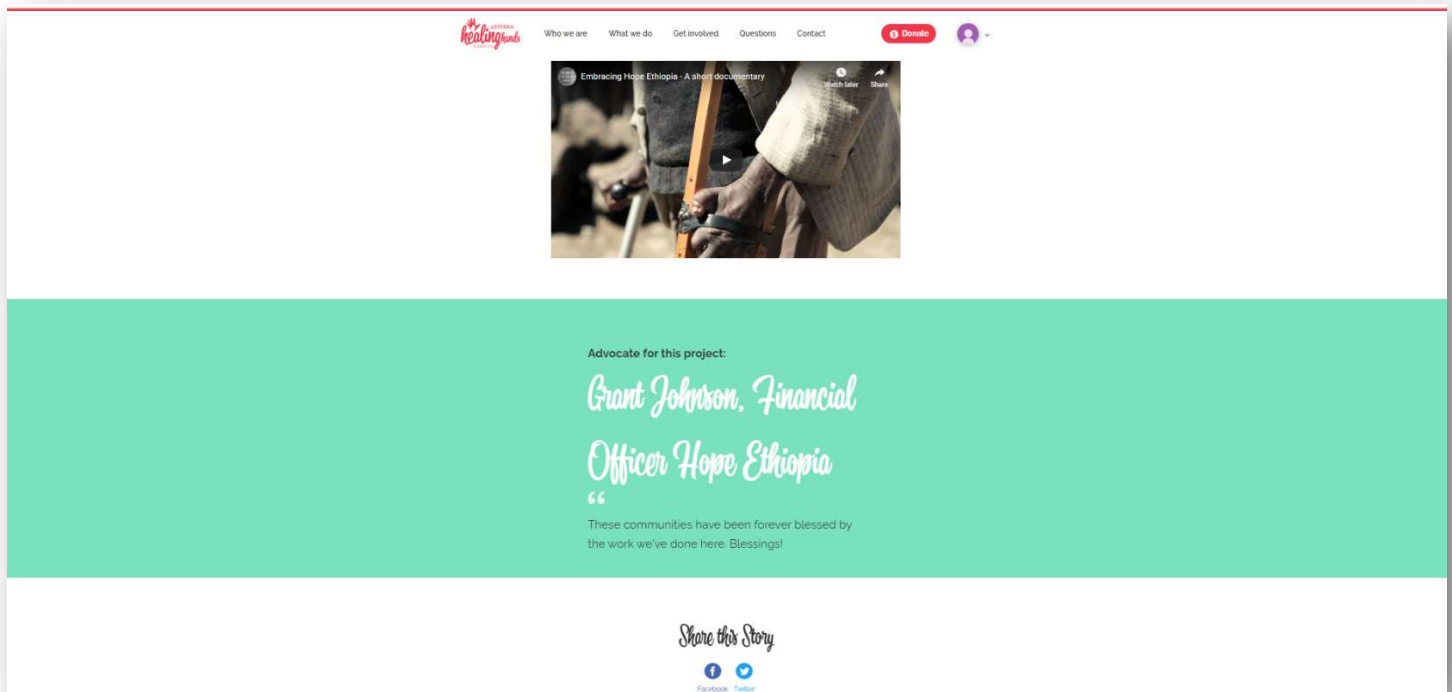 dōTERRA
healing hands
Who we are What we do Get involved Questions Contact Donate
Embracing Hope Ethiopia - A short documentary
Watch later Share
Advocate for this project:
Grant Johnson, Financial
Officer Hope Ethiopia
“
These communities have been forever blessed by
the work we've done here. Blessings!
Share this Story
Facebook Twitter